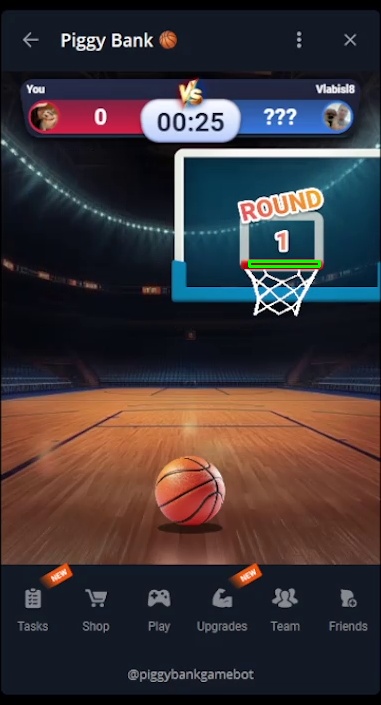 Piggy Bank 🏀
You
VS
Vlabisl8
0
00:25
???
ROUND
1
NEW
NEW
Tasks
Shop
Play
Upgrades
Team
Friends
@piggybankgamebot